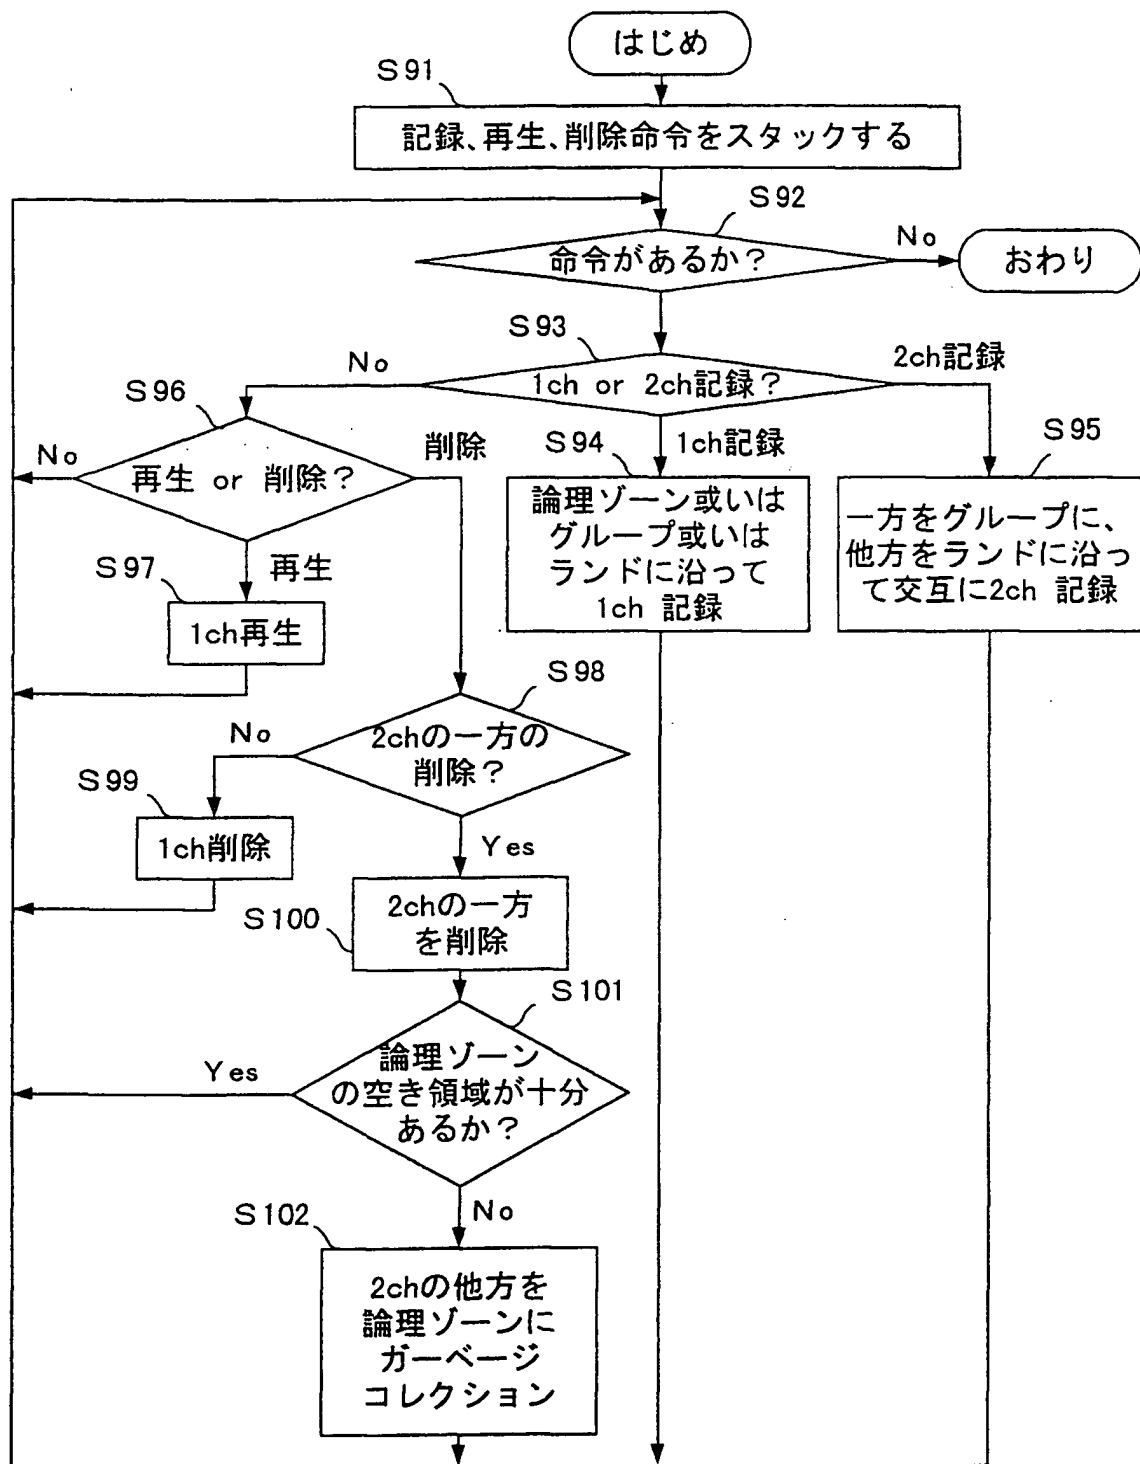 はじめ
S91
記録、再生、削除命令をスタックする
S92
命令があるか?
No
おわり
S93
1ch or 2ch記録?
No
2ch記録
1ch記録
S96
再生 or 削除?
No
削除
再生
S94
論理ゾーン或いは
グループ或いは
ランドに沿って
1ch 記録
S95
一方をグループに、
他方をランドに沿っ
て交互に2ch 記録
S97
1ch再生
S98
2chの一方の
削除?
No
Yes
S99
1ch削除
S100
2chの一方
を削除
S101
論理ゾーン
の空き領域が十分
あるか?
Yes
No
S102
2chの他方を
論理ゾーンに
ガーベージ
コレクション